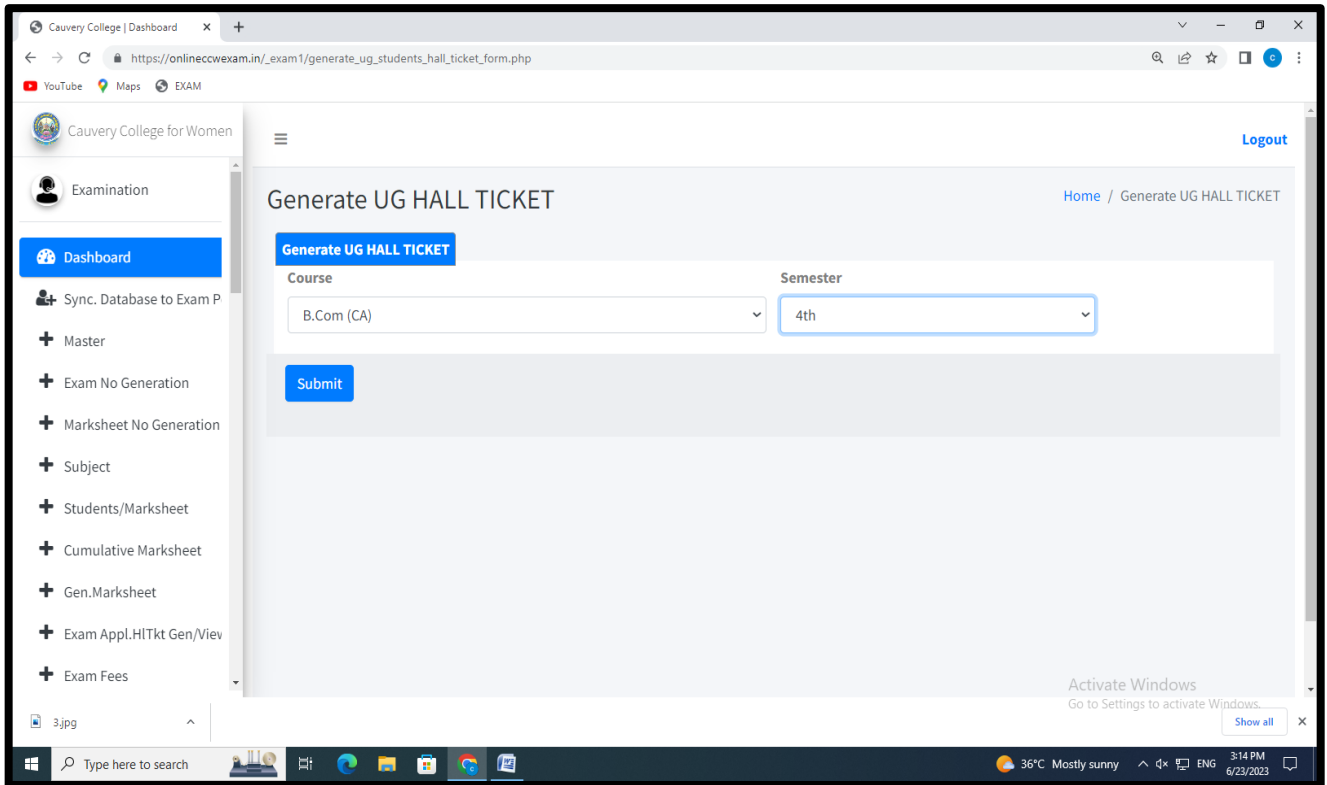 Cauvery College | Dashboard
https://onlineccwexam.in/_exam1/generate_ug_students_hall_ticket_form.php
YouTube Maps EXAM
Cauvery College for Women
Logout
Examination
Generate UG HALL TICKET
Home / Generate UG HALL TICKET
Generate UG HALL TICKET
Course Semester
B.Com (CA) 4th
Submit
Dashboard
Sync. Database to Exam P
Master
Exam No Generation
Marksheet No Generation
Subject
Students/Marksheet
Cumulative Marksheet
Gen.Marksheet
Exam Appl.HlTkt Gen/View
Exam Fees
Activate Windows
Go to Settings to activate Windows.
3.jpg
Show all
Type here to search
36°C Mostly sunny
ENG
3:14 PM
6/23/2023